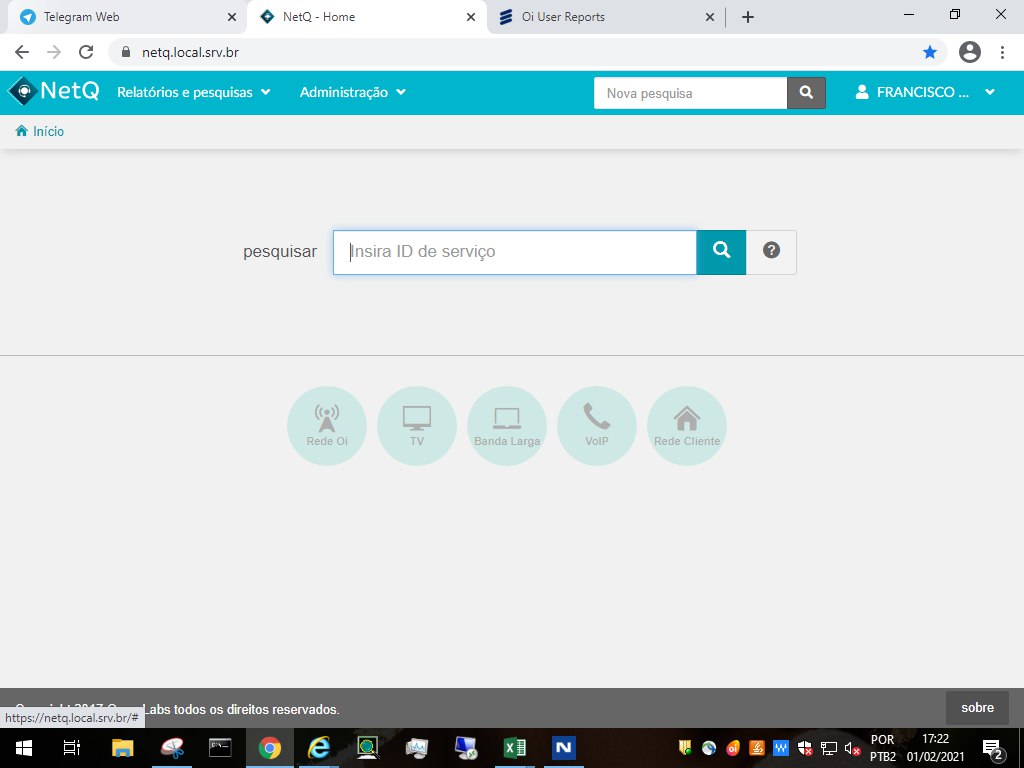 Telegram Web
NetQ - Home
Oi User Reports
netq.local.srv.br
NetQ
Relatórios e pesquisas
Administração
Nova pesquisa
FRANCISCO ...
Início
pesquisar
Insira ID de serviço
Rede Oi
TV
Banda Larga
VoIP
Rede Cliente
Labs todos os direitos reservados.
sobre
https://netq.local.srv.br/#
POR
PTB2
17:22
01/02/2021
2